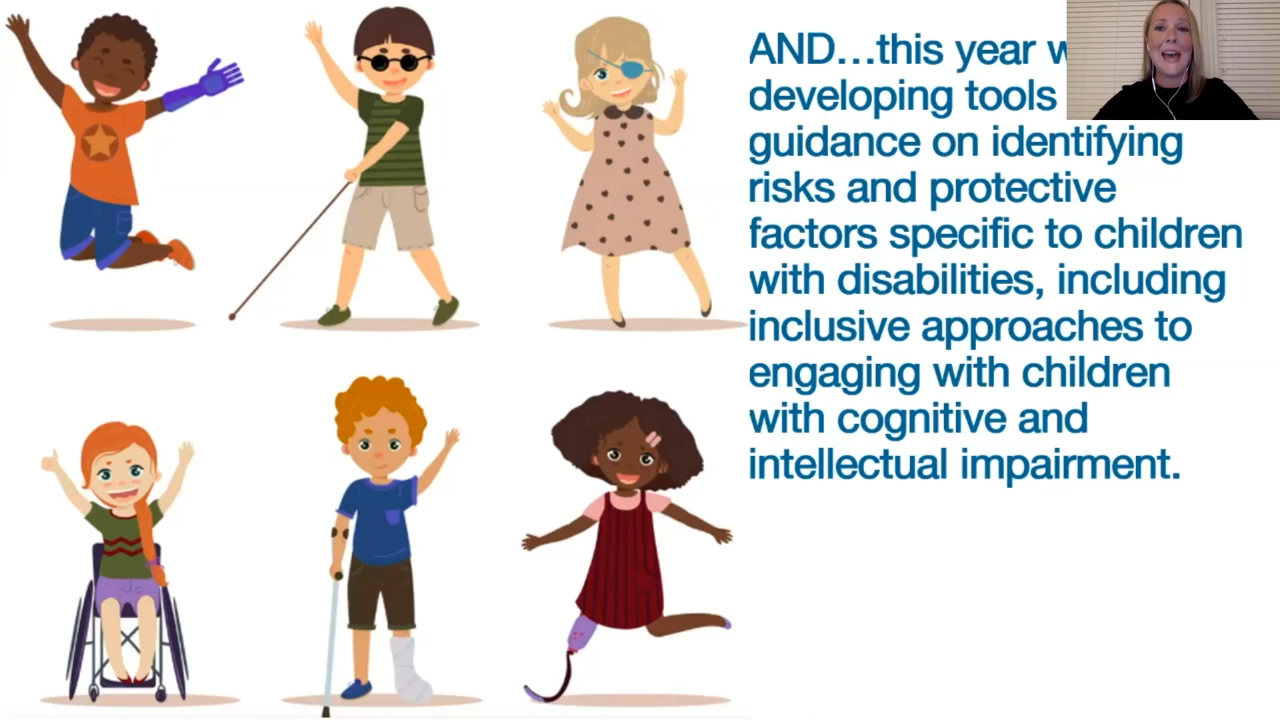 AND…this year
developing tools
guidance on identifying
risks and protective
factors specific to children
with disabilities, including
inclusive approaches to
engaging with children
with cognitive and
intellectual impairment.